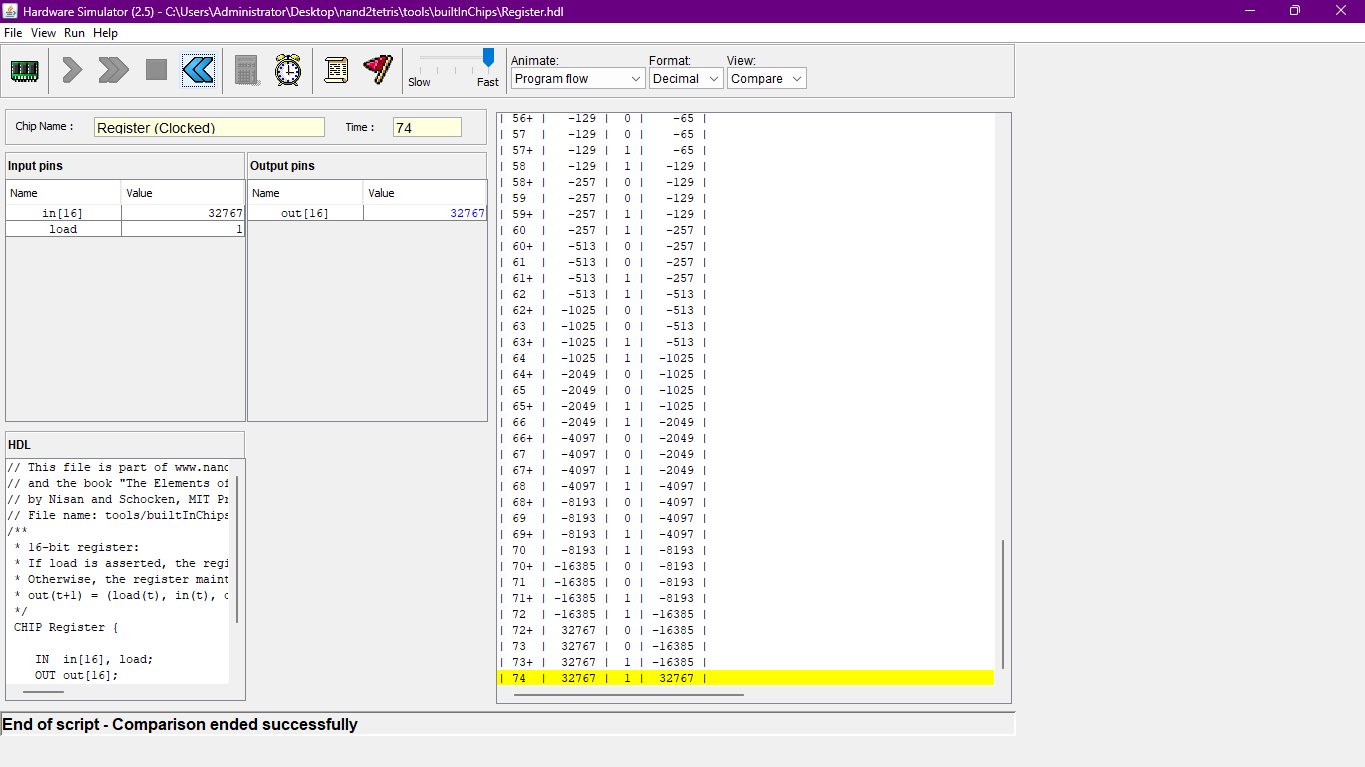 Hardware Simulator (2.5) - C:\Users\Administrator\Desktop\nand2tetris\tools\builtInChips\Register.hdl
File View Run Help
Slow Fast
Animate: Format: View:
Program flow Decimal Compare
Chip Name : Register (Clocked) Time : 74
Input pins
Name Value
in[16] 32767
load 1
Output pins
Name Value
out[16] 32767
HDL
// This file is part of www.nand
// and the book "The Elements of
// by Nisan and Schocken, MIT Pr
// File name: tools/builtInChips
/**
* 16-bit register:
* If load is asserted, the regi
* Otherwise, the register maint
* out(t+1) = (load(t), in(t), o
*/
CHIP Register {
IN in[16], load;
OUT out[16];
| 56+ | -129 | 0 | -65 |
| 57 | -129 | 0 | -65 |
| 57+ | -129 | 1 | -65 |
| 58 | -129 | 1 | -129 |
| 58+ | -257 | 0 | -129 |
| 59 | -257 | 0 | -129 |
| 59+ | -257 | 1 | -129 |
| 60 | -257 | 1 | -257 |
| 60+ | -513 | 0 | -257 |
| 61 | -513 | 0 | -257 |
| 61+ | -513 | 1 | -257 |
| 62 | -513 | 1 | -513 |
| 62+ | -1025 | 0 | -513 |
| 63 | -1025 | 0 | -513 |
| 63+ | -1025 | 1 | -513 |
| 64 | -1025 | 1 | -1025 |
| 64+ | -2049 | 0 | -1025 |
| 65 | -2049 | 0 | -1025 |
| 65+ | -2049 | 1 | -1025 |
| 66 | -2049 | 1 | -2049 |
| 66+ | -4097 | 0 | -2049 |
| 67 | -4097 | 0 | -2049 |
| 67+ | -4097 | 1 | -2049 |
| 68 | -4097 | 1 | -4097 |
| 68+ | -8193 | 0 | -4097 |
| 69 | -8193 | 0 | -4097 |
| 69+ | -8193 | 1 | -4097 |
| 70 | -8193 | 1 | -8193 |
| 70+ | -16385 | 0 | -8193 |
| 71 | -16385 | 0 | -8193 |
| 71+ | -16385 | 1 | -8193 |
| 72 | -16385 | 1 | -16385 |
| 72+ | 32767 | 0 | -16385 |
| 73 | 32767 | 0 | -16385 |
| 73+ | 32767 | 1 | -16385 |
| 74 | 32767 | 1 | 32767 |
End of script - Comparison ended successfully